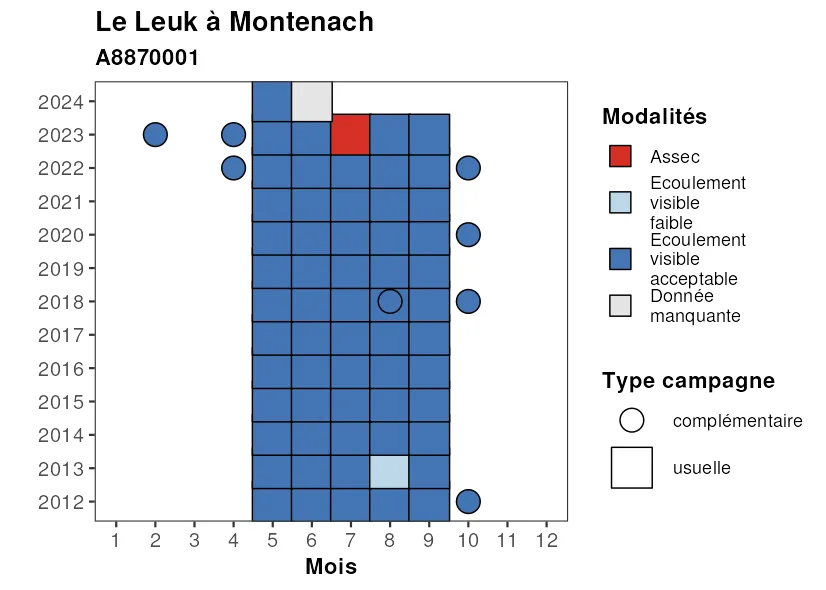 Le Leuk à Montenach
A8870001
2024
2023
2022
2021
2020
2019
2018
2017
2016
2015
2014
2013
2012
1 2 3 4 5 6 7 8 9 10 11 12
Mois
Modalités
Assec
Ecoulement
visible
faible
Ecoulement
visible
acceptable
Donnée
manquante
Type campagne
complémentaire
usuelle